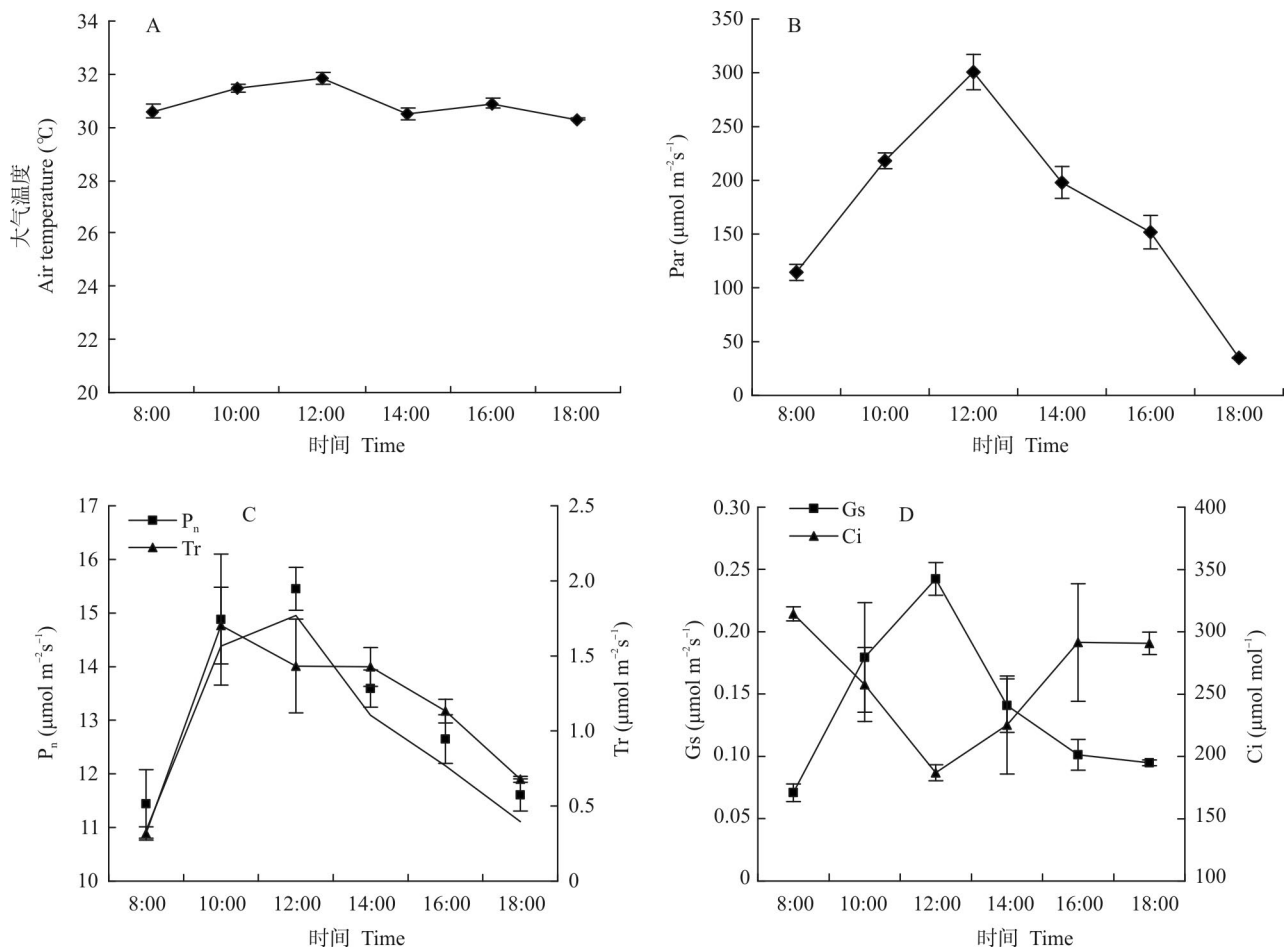 A
34
32
30
28
26
24
22
20
大气温度
Air temperature (℃)
8:00 10:00 12:00 14:00 16:00 18:00
时间 Time
B
350
300
250
200
150
100
50
0
Par (μmol m⁻²s⁻¹)
8:00 10:00 12:00 14:00 16:00 18:00
时间 Time
C
Pₙ
Tr
17
16
15
14
13
12
11
10
Pₙ (μmol m⁻²s⁻¹)
2.5
2.0
1.5
1.0
0.5
0
Tr (μmol m⁻²s⁻¹)
8:00 10:00 12:00 14:00 16:00 18:00
时间 Time
D
Gs
Ci
0.30
0.25
0.20
0.15
0.10
0.05
0
Gs (μmol m⁻²s⁻¹)
400
350
300
250
200
150
100
Ci (μmol mol⁻¹)
8:00 10:00 12:00 14:00 16:00 18:00
时间 Time